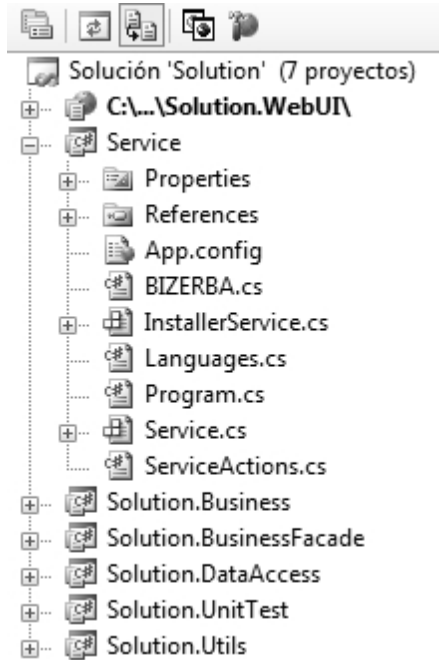 Solución 'Solution' (7 proyectos)
C:\...\Solution.WebUI\
Service
Properties
References
App.config
BIZERBA.cs
InstallerService.cs
Languages.cs
Program.cs
Service.cs
ServiceActions.cs
Solution.Business
Solution.BusinessFacade
Solution.DataAccess
Solution.UnitTest
Solution.Utils